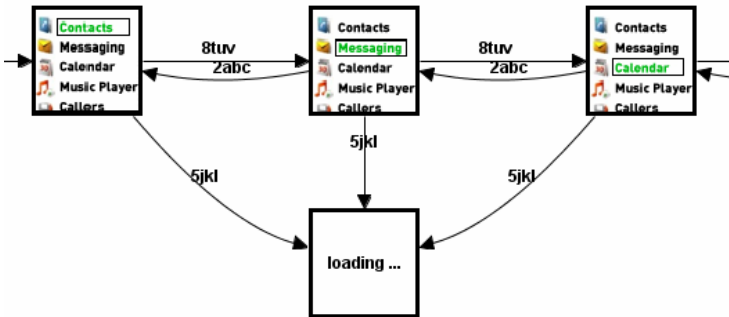 Contacts
Messaging
Calendar
Music Player
Callers
8tuv
2abc
Contacts
Messaging
Calendar
Music Player
Callers
8tuv
2abc
Contacts
Messaging
Calendar
Music Player
Callers
5jkl
5jkl
5jkl
loading ...